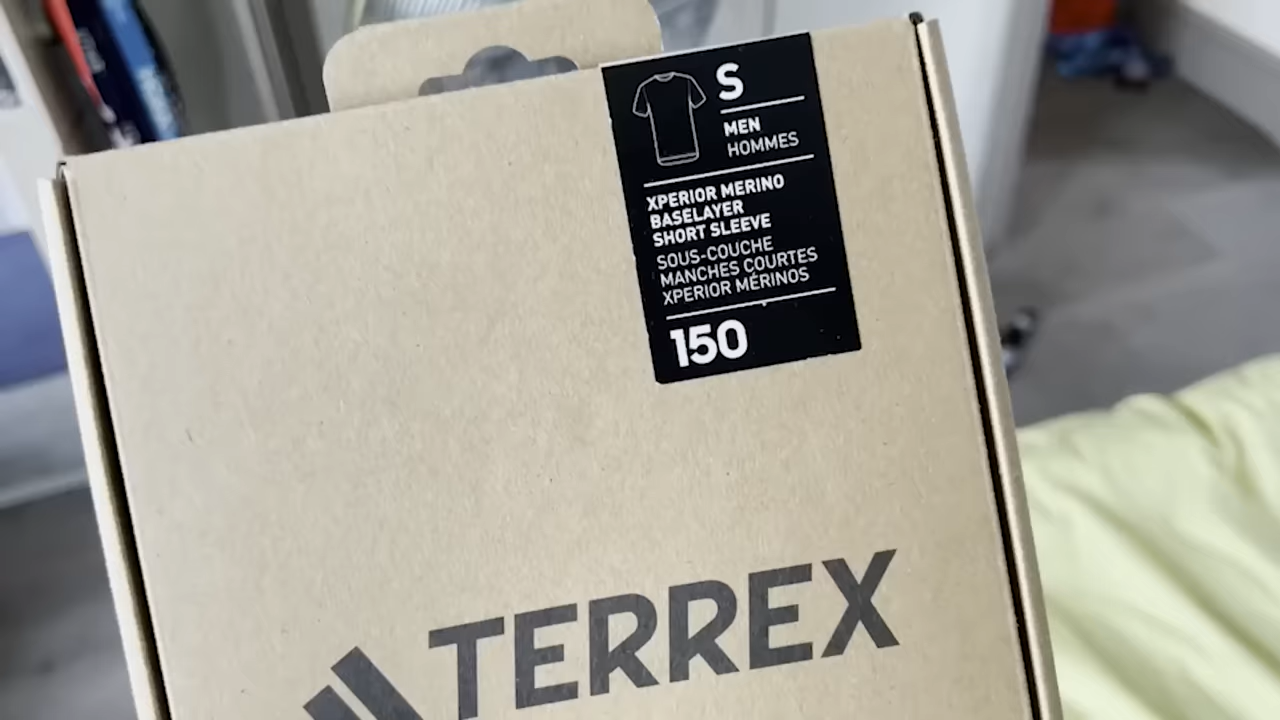 S
MEN
HOMMES
XPERIOR MERINO
BASELAYER
SHORT SLEEVE
SOUS-COUCHE
MANCHES COURTES
XPERIOR MÉRINOS
150
TERREX